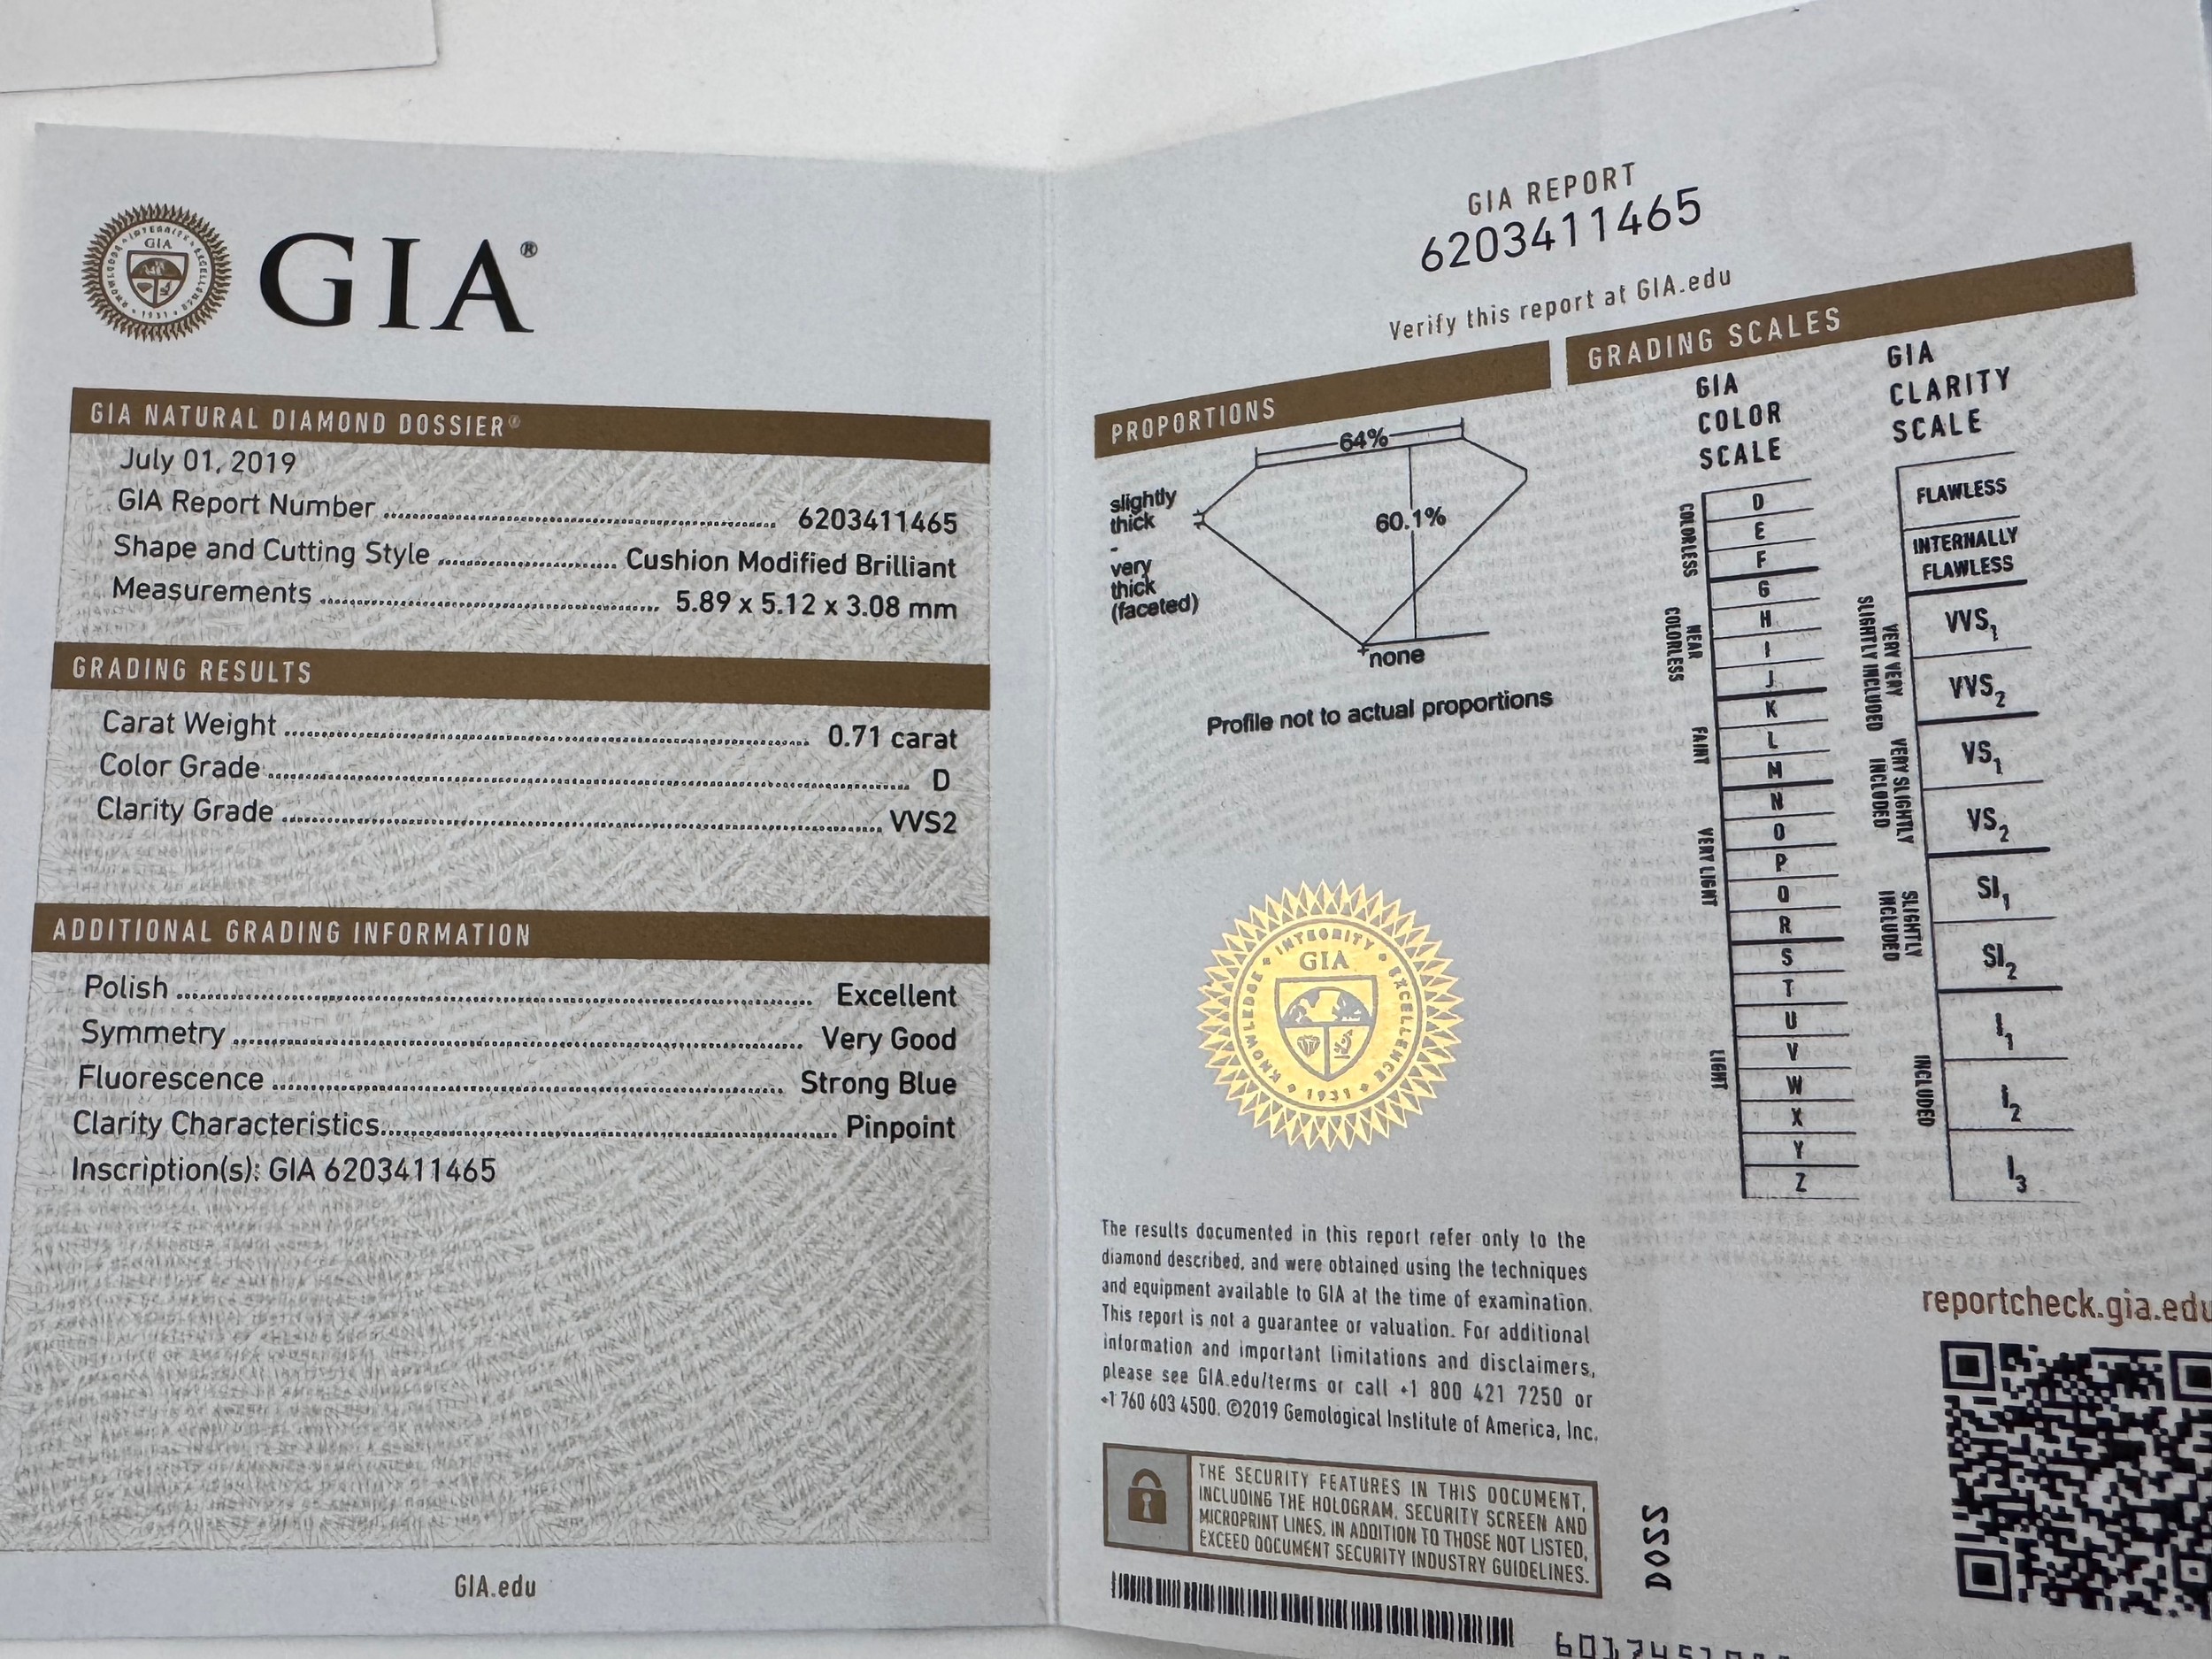 GIA®
GIA NATURAL DIAMOND DOSSIER®
July 01, 2019
GIA Report Number 6203411465
Shape and Cutting Style Cushion Modified Brilliant
Measurements 5.89 x 5.12 x 3.08 mm
GRADING RESULTS
Carat Weight 0.71 carat
Color Grade D
Clarity Grade VVS2
ADDITIONAL GRADING INFORMATION
Polish Excellent
Symmetry Very Good
Fluorescence Strong Blue
Clarity Characteristics Pinpoint
Inscription(s): GIA 6203411465
GIA.edu
GIA REPORT
6203411465
Verify this report at GIA.edu
PROPORTIONS
64%
slightly
thick
-
very
thick
(faceted)
60.1%
none
Profile not to actual proportions
GIA
INTEGRITY
EXCELLENCE
KNOWLEDGE
1931
The results documented in this report refer only to the
diamond described, and were obtained using the techniques
and equipment available to GIA at the time of examination.
This report is not a guarantee or valuation. For additional
information and important limitations and disclaimers,
please see GIA.edu/terms or call +1 800 421 7250 or
+1 760 603 4500. ©2019 Gemological Institute of America, Inc.
THE SECURITY FEATURES IN THIS DOCUMENT,
INCLUDING THE HOLOGRAM, SECURITY SCREEN AND
MICROPRINT LINES, IN ADDITION TO THOSE NOT LISTED,
EXCEED DOCUMENT SECURITY INDUSTRY GUIDELINES.
GRADING SCALES
GIA
COLOR
SCALE
COLORLESS
D
E
F
NEAR
COLORLESS
G
H
I
J
FAINT
K
L
M
VERY LIGHT
N
O
P
Q
R
LIGHT
S
T
U
V
W
X
Y
Z
GIA
CLARITY
SCALE
FLAWLESS
INTERNALLY
FLAWLESS
VERY VERY
SLIGHTLY INCLUDED
VVS1
VVS2
VERY SLIGHTLY
INCLUDED
VS1
VS2
SLIGHTLY
INCLUDED
SI1
SI2
INCLUDED
I1
I2
I3
reportcheck.gia.edu